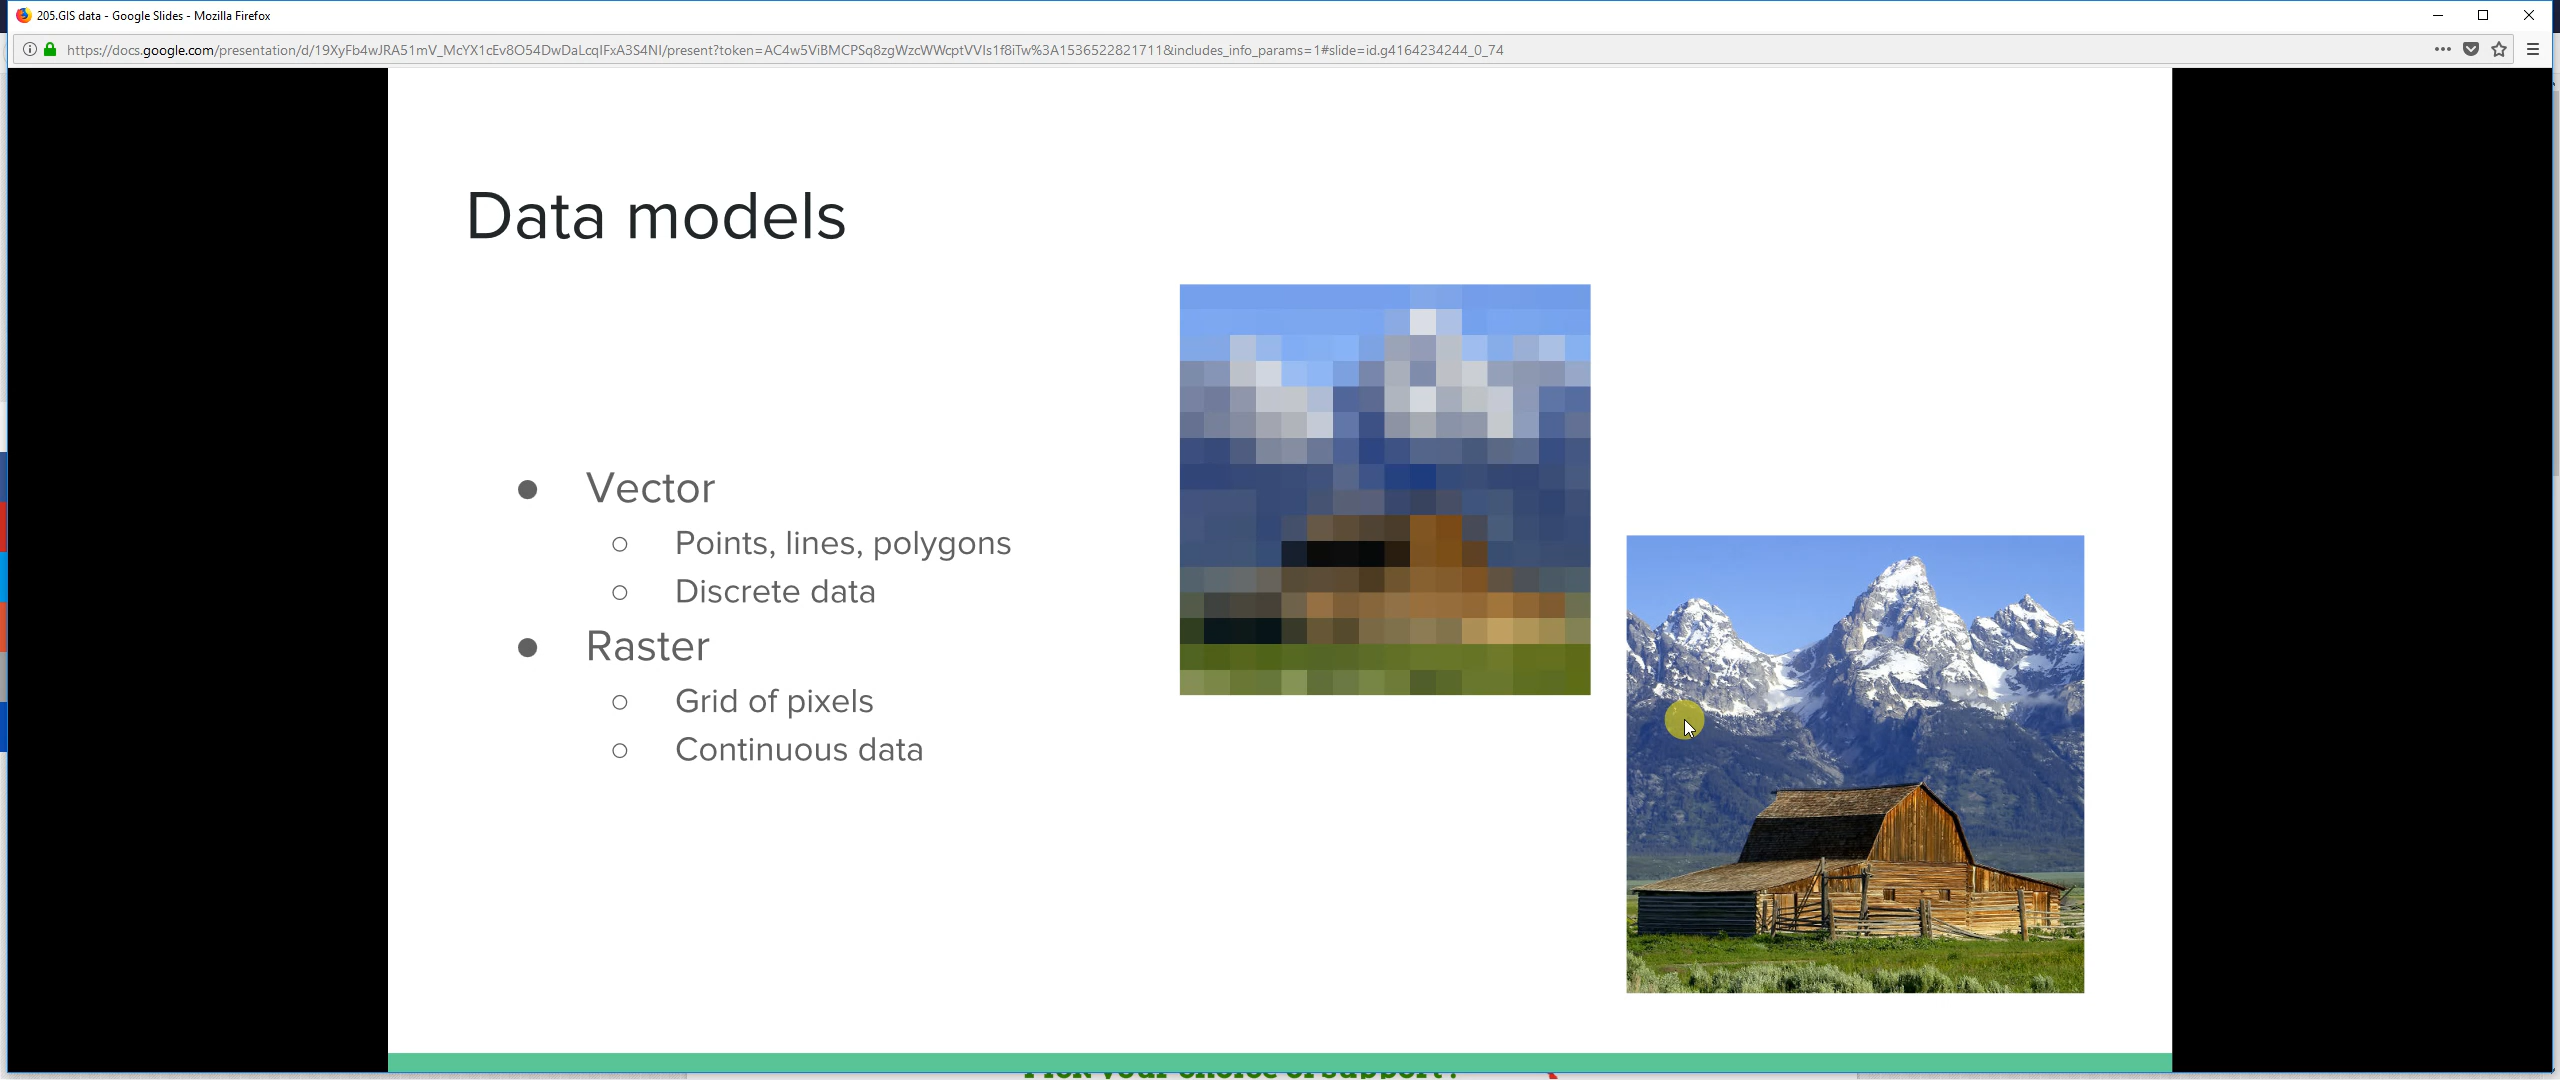 205.GIS data - Google Slides - Mozilla Firefox
https://docs.google.com/presentation/d/19XyFb4wJRA51mV_McYX1cEv8O54DwDaLcqIFxA3S4NI/present?token=AC4w5ViBMCPSq8zgWzcWWcptVVIs1f8iTw%3A1536522821711&includes_info_params=1#slide=id.g4164234244_0_74
Data models
● Vector
○ Points, lines, polygons
○ Discrete data
● Raster
○ Grid of pixels
○ Continuous data